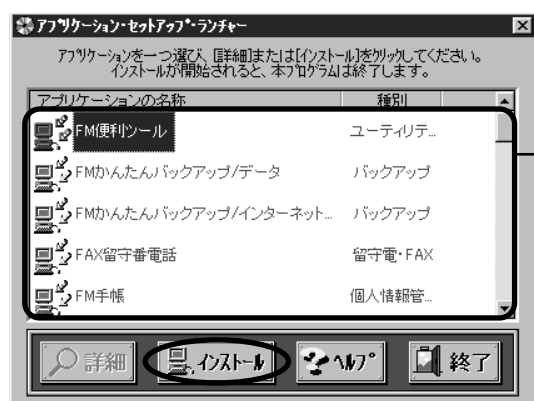 アプリケーション・セットアップ・ランチャー
アプリケーションを一つ選び、[詳細]または[インストール]をクリックしてください。
インストールが開始されると、本プログラムは終了します。
アプリケーションの名称 種別
FM便利ツール ユーティリテ...
FMかんたんバックアップ/データ バックアップ
FMかんたんバックアップ/インターネット... バックアップ
FAX留守番電話 留守電・FAX
FM手帳 個人情報管...
詳細 インストール ヘルプ 終了